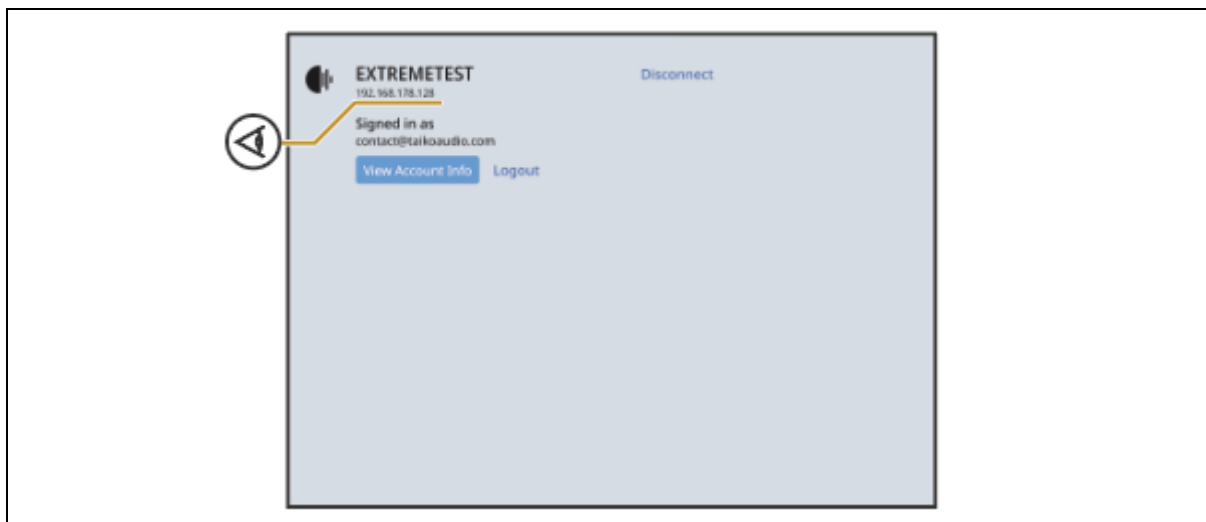 EXTREMETEST
Disconnect
192.168.178.128
Signed in as
contact@taikoaudio.com
View Account Info
Logout